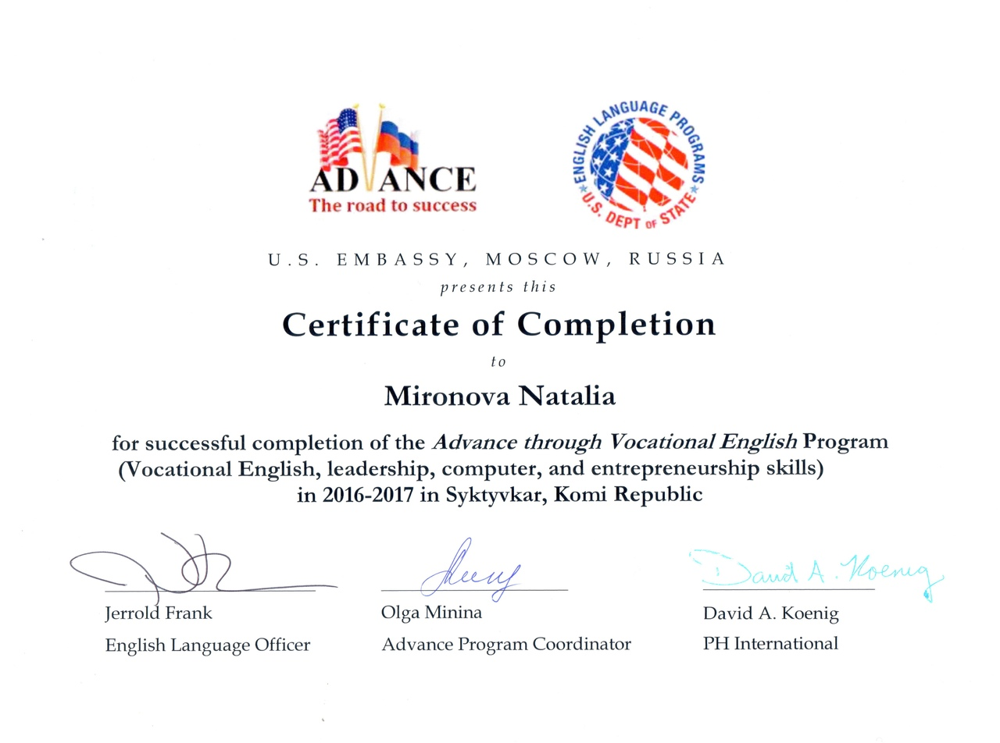 ADVANCE
The road to success
ENGLISH LANGUAGE PROGRAMS
U.S. DEPT OF STATE
U.S. EMBASSY, MOSCOW, RUSSIA
presents this
Certificate of Completion
to
Mironova Natalia
for successful completion of the Advance through Vocational English Program
(Vocational English, leadership, computer, and entrepreneurship skills)
in 2016-2017 in Syktyvkar, Komi Republic
David A. Koenig
Jerrold Frank Olga Minina David A. Koenig
English Language Officer Advance Program Coordinator PH International